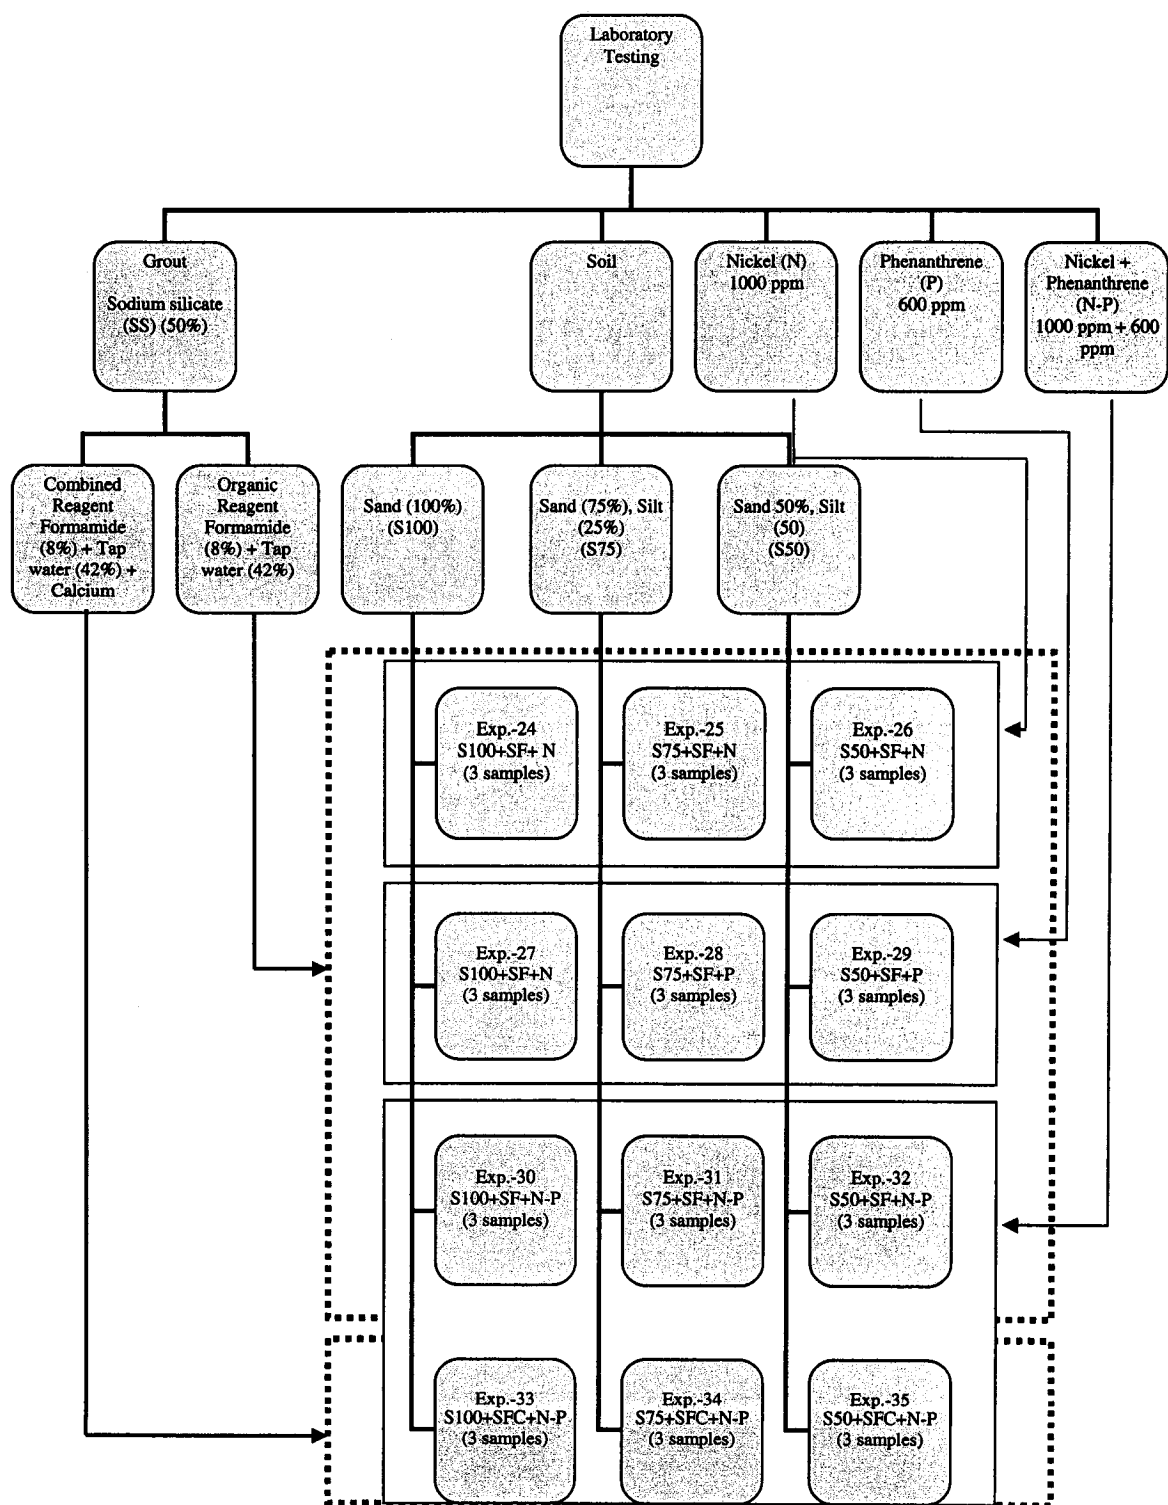 Laboratory
Testing
Grout
Sodium silicate
(SS) (50%)
Soil
Nickel (N)
1000 ppm
Phenanthrene
(P)
600 ppm
Nickel +
Phenanthrene
(N-P)
1000 ppm + 600
ppm
Combined
Reagent
Formamide
(8%) + Tap
water (42%) +
Calcium
Organic
Reagent
Formamide
(8%) + Tap
water (42%)
Sand (100%)
(S100)
Sand (75%), Silt
(25%)
(S75)
Sand 50%, Silt
(50)
(S50)
Exp.-24
S100+SF+ N
(3 samples)
Exp.-25
S75+SF+N
(3 samples)
Exp.-26
S50+SF+N
(3 samples)
Exp.-27
S100+SF+N
(3 samples)
Exp.-28
S75+SF+P
(3 samples)
Exp.-29
S50+SF+P
(3 samples)
Exp.-30
S100+SF+N-P
(3 samples)
Exp.-31
S75+SF+N-P
(3 samples)
Exp.-32
S50+SF+N-P
(3 samples)
Exp.-33
S100+SFC+N-P
(3 samples)
Exp.-34
S75+SFC+N-P
(3 samples)
Exp.-35
S50+SFC+N-P
(3 samples)